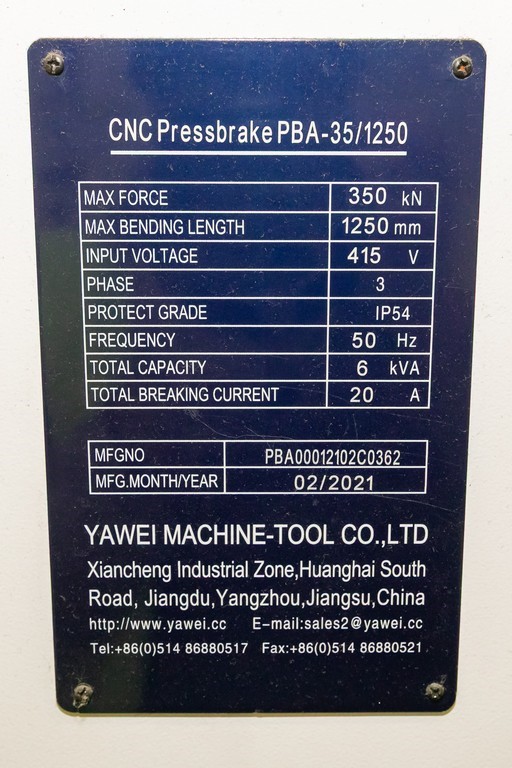 CNC Pressbrake PBA-35/1250
MAX FORCE 350 kN
MAX BENDING LENGTH 1250 mm
INPUT VOLTAGE 415 V
PHASE 3
PROTECT GRADE IP54
FREQUENCY 50 Hz
TOTAL CAPACITY 6 kVA
TOTAL BREAKING CURRENT 20 A
MFGNO PBA00012102C0362
MFG.MONTH/YEAR 02/2021
YAWEI MACHINE-TOOL CO.,LTD
Xiancheng Industrial Zone,Huanghai South
Road, Jiangdu,Yangzhou,Jiangsu,China
http://www.yawei.cc E-mail:sales2@yawei.cc
Tel:+86(0)514 86880517 Fax:+86(0)514 86880521